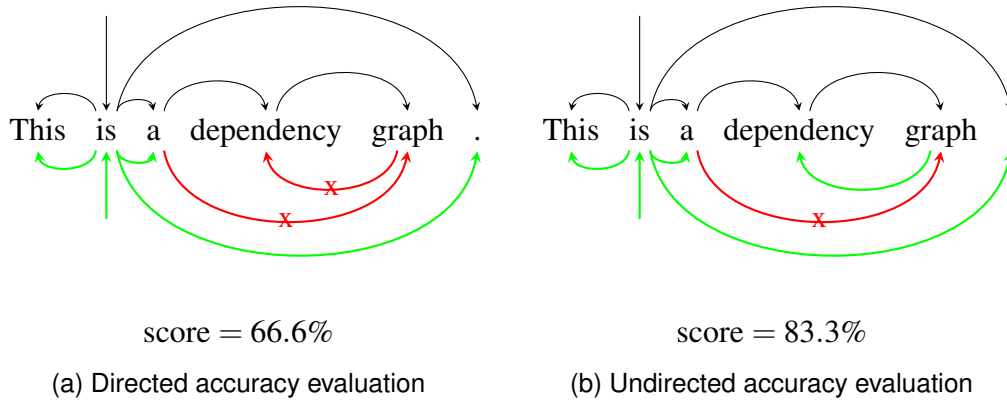 This is a dependency graph .
x
x
score = 66.6%
(a) Directed accuracy evaluation
This is a dependency graph
x
score = 83.3%
(b) Undirected accuracy evaluation